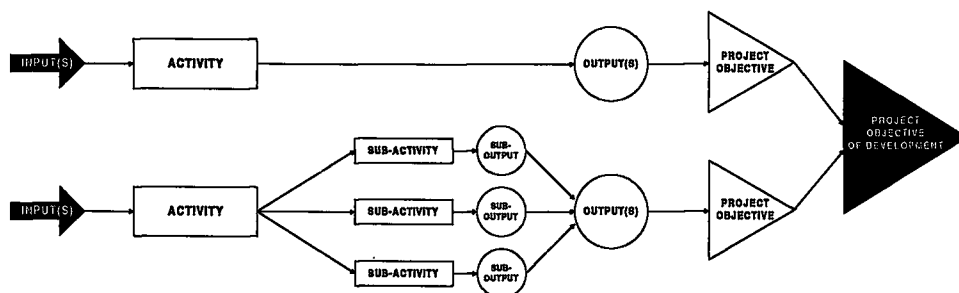 INPUT(S)
ACTIVITY
OUTPUT(S)
PROJECT
OBJECTIVE
PROJECT
OBJECTIVE
OF DEVELOPMENT
SUB-ACTIVITY
SUB-
OUTPUT
INPUT(S)
ACTIVITY
SUB-ACTIVITY
SUB-
OUTPUT
OUTPUT(S)
PROJECT
OBJECTIVE
SUB-ACTIVITY
SUB-
OUTPUT